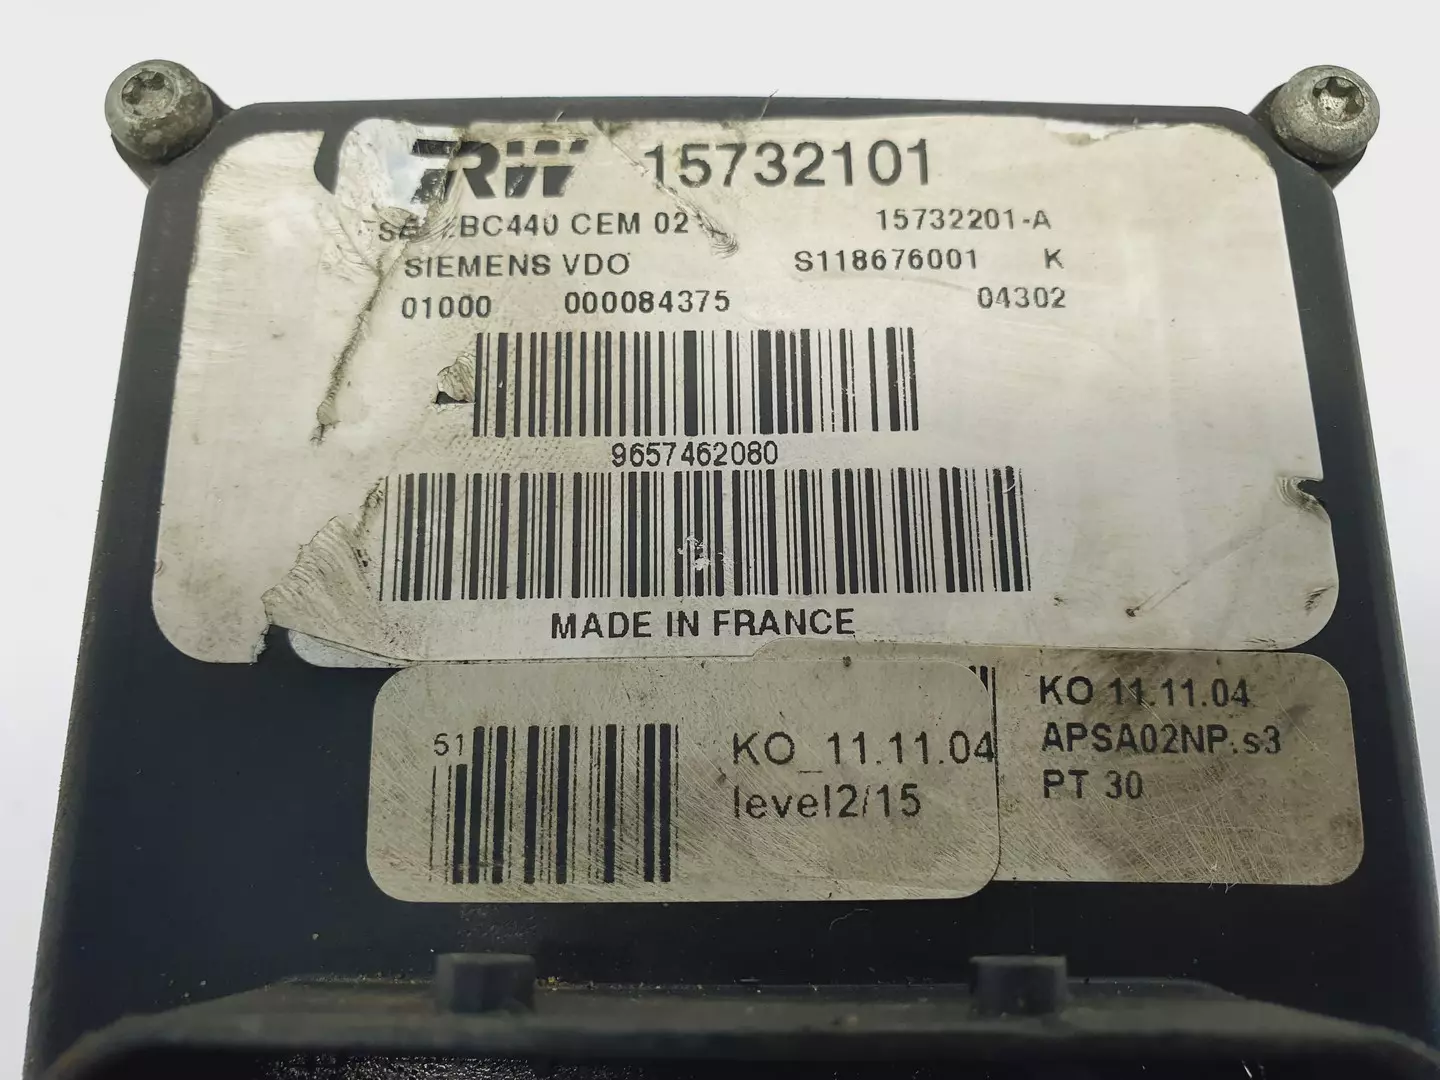 TRW 15732101
EBC440 CEM 02 15732201-A
SIEMENS VDO S118676001 K
01000 000084375 04302
9657462080
MADE IN FRANCE
51
KO_11.11.04
level2/15
KO 11.11.04
APSA02NP.s3
PT 30